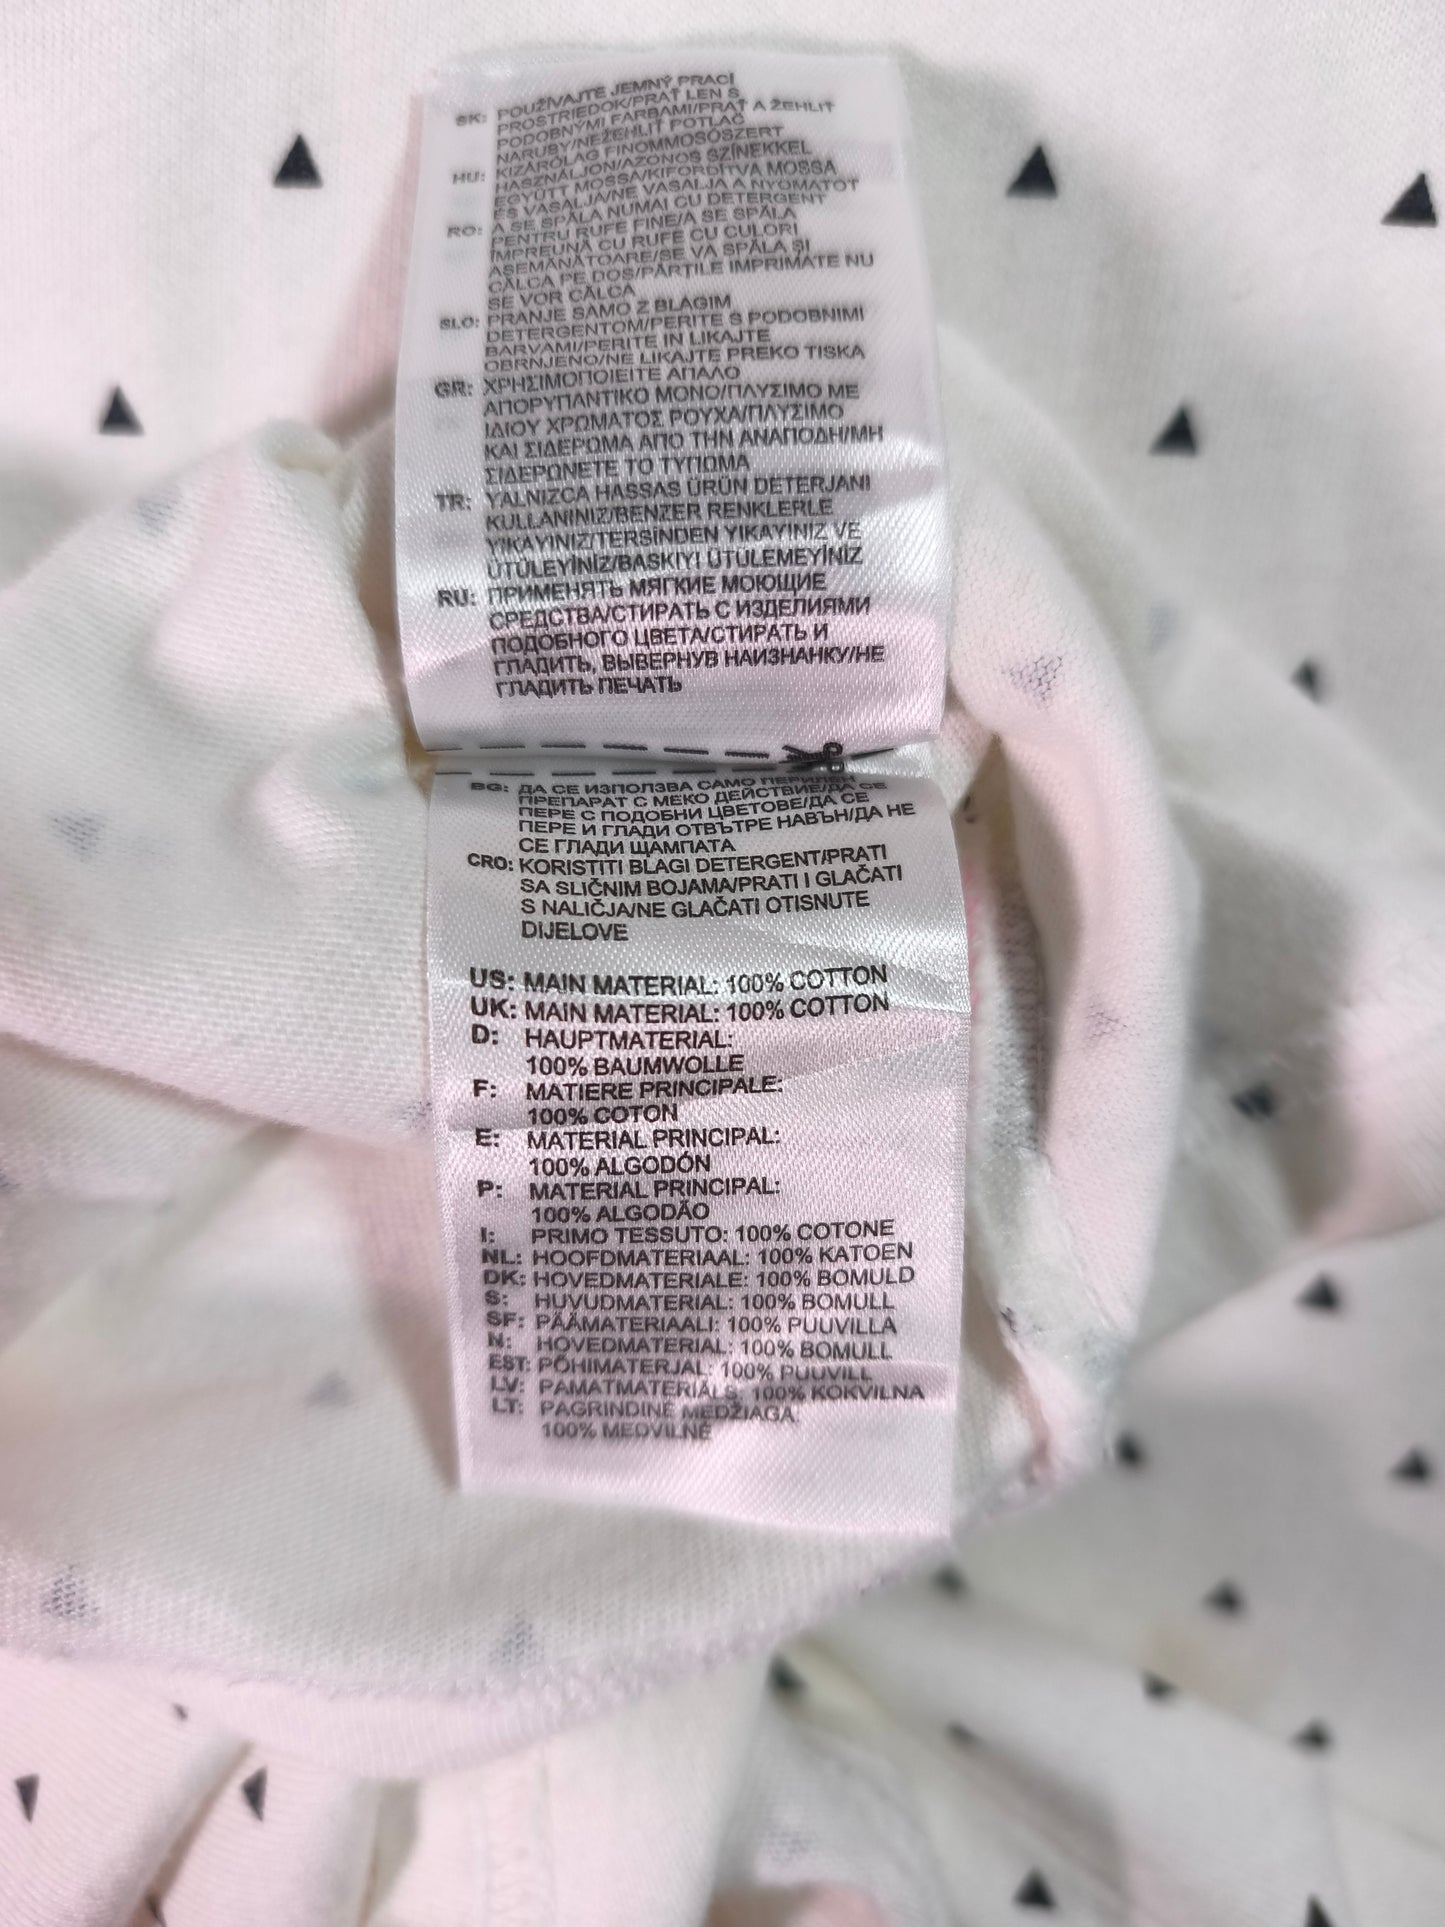 SK: POUŽÍVAJTE JEMNÝ PRACÍ
PROSTRIEDOK/PRAŤ LEN S
PODOBNÝMI FARBAMI/PRAŤ A ŽEHLIŤ
NARUBY/NEŽEHLIŤ POTLAČ
HU: KIZÁRÓLAG FINOMMOSÓSZERT
HASZNÁLJON/AZONOS SZÍNEKKEL
EGYÜTT MOSSA/KIFORDÍTVA MOSSA
ÉS VASALJA/NE VASALJA A NYOMATOT
RO: A SE SPĂLA NUMAI CU DETERGENT
PENTRU RUFE FINE/A SE SPĂLA
ÎMPREUNĂ CU RUFE CU CULORI
ASEMĂNĂTOARE/SE VA SPĂLA ȘI
CĂLCA PE DOS/PĂRȚILE IMPRIMATE NU
SE VOR CĂLCA
SLO: PRANJE SAMO Z BLAGIM
DETERGENTOM/PERITE S PODOBNIMI
BARVAMI/PERITE IN LIKAJTE
OBRNJENO/NE LIKAJTE PREKO TISKA
GR: ΧΡΗΣΙΜΟΠΟΙΕΙΤΕ ΑΠΑΛΟ
ΑΠΟΡΥΠΑΝΤΙΚΟ ΜΟΝΟ/ΠΛΥΣΙΜΟ ΜΕ
ΙΔΙΟΥ ΧΡΩΜΑΤΟΣ ΡΟΥΧΑ/ΠΛΥΣΙΜΟ
ΚΑΙ ΣΙΔΕΡΩΜΑ ΑΠΟ ΤΗΝ ΑΝΑΠΟΔΗ/ΜΗ
ΣΙΔΕΡΩΝΕΤΕ ΤΟ ΤΥΠΩΜΑ
TR: YALNIZCA HASSAS ÜRÜN DETERJANI
KULLANINIZ/BENZER RENKLERLE
YIKAYINIZ/TERSİNDEN YIKAYINIZ VE
ÜTÜLEYİNİZ/BASKIYI ÜTÜLEMEYİNİZ
RU: ПРИМЕНЯТЬ МЯГКИЕ МОЮЩИЕ
СРЕДСТВА/СТИРАТЬ С ИЗДЕЛИЯМИ
ПОДОБНОГО ЦВЕТА/СТИРАТЬ И
ГЛАДИТЬ, ВЫВЕРНУВ НАИЗНАНКУ/НЕ
ГЛАДИТЬ ПЕЧАТЬ
BG: ДА СЕ ИЗПОЛЗВА САМО ПЕРИЛЕН
ПРЕПАРАТ С МЕКО ДЕЙСТВИЕ/ДА СЕ
ПЕРЕ С ПОДОБНИ ЦВЕТОВЕ/ДА СЕ
ПЕРЕ И ГЛАДИ ОТВЪТРЕ НАВЪН/ДА НЕ
СЕ ГЛАДИ ЩАМПАТА
CRO: KORISTITI BLAGI DETERGENT/PRATI
SA SLIČNIM BOJAMA/PRATI I GLAČATI
S NALIČJA/NE GLAČATI OTISNUTE
DIJELOVE
US: MAIN MATERIAL: 100% COTTON
UK: MAIN MATERIAL: 100% COTTON
D: HAUPTMATERIAL:
100% BAUMWOLLE
F: MATIERE PRINCIPALE:
100% COTON
E: MATERIAL PRINCIPAL:
100% ALGODÓN
P: MATERIAL PRINCIPAL:
100% ALGODÃO
I: PRIMO TESSUTO: 100% COTONE
NL: HOOFDMATERIAAL: 100% KATOEN
DK: HOVEDMATERIALE: 100% BOMULD
S: HUVUDMATERIAL: 100% BOMULL
SF: PÄÄMATERIAALI: 100% PUUVILLA
N: HOVEDMATERIAL: 100% BOMULL
EST: PÕHIMATERJAL: 100% PUUVILL
LV: PAMATMATERIĀLS: 100% KOKVILNA
LT: PAGRINDINĖ MEDŽIAGA:
100% MEDVILNĖ